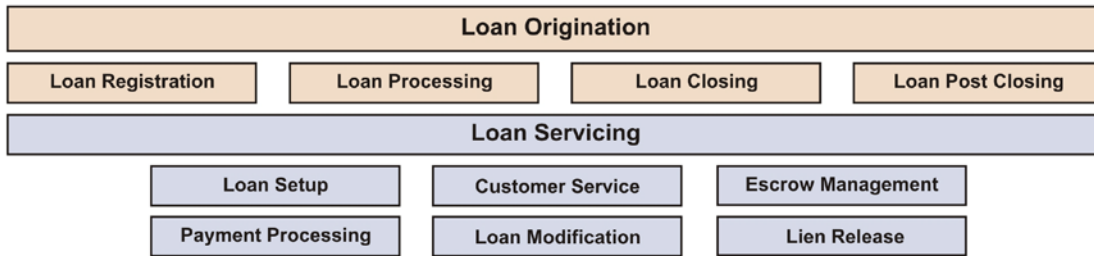 Loan Origination
Loan Registration
Loan Processing
Loan Closing
Loan Post Closing
Loan Servicing
Loan Setup
Customer Service
Escrow Management
Payment Processing
Loan Modification
Lien Release